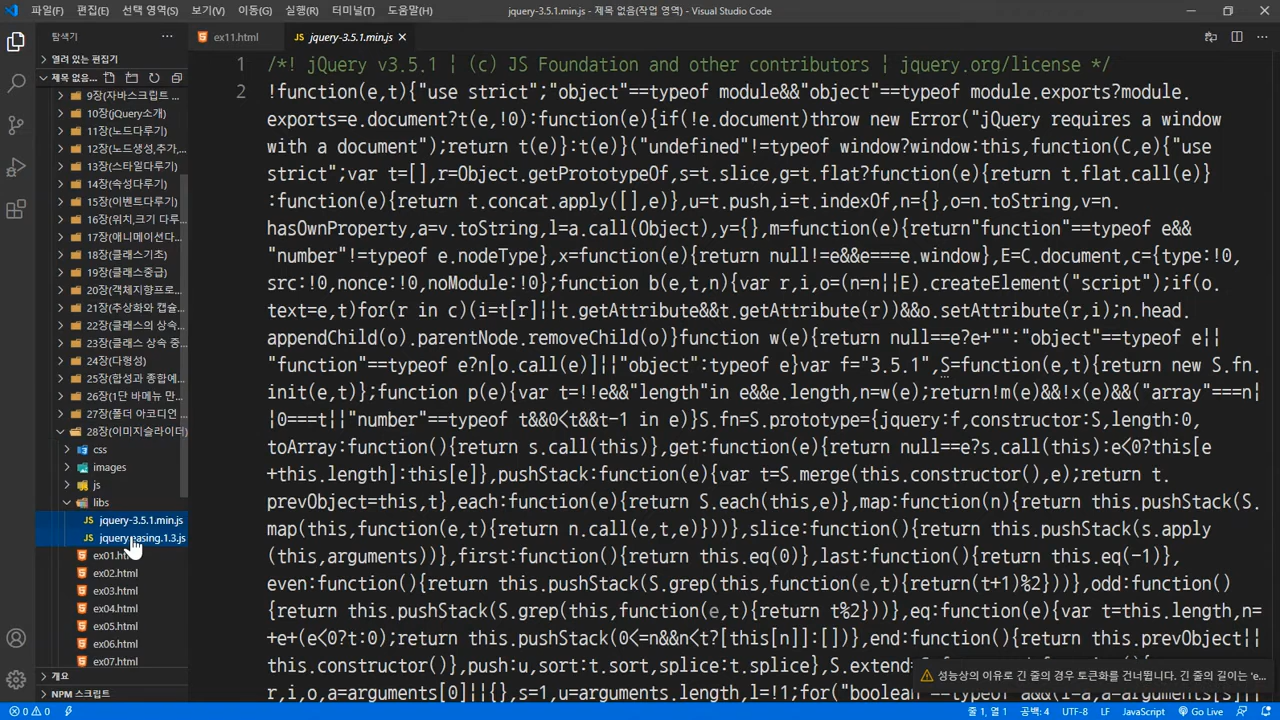 파일(F) 편집(E) 선택 영역(S) 보기(V) 이동(G) 실행(R) 터미널(T) 도움말(H)
jquery-3.5.1.min.js - 제목 없음(작업 영역) - Visual Studio Code
탐색기
열려 있는 편집기
제목 없음...
9장(자바스크립트 ...
10장(jQuery소개)
11장(노드다루기)
12장(노드생성,추가,...
13장(스타일다루기)
14장(속성다루기)
15장(이벤트다루기)
16장(위치,크기 다루...
17장(애니메이션다...
18장(클래스기초)
19장(클래스중급)
20장(객체지향프로...
21장(추상화와 캡슐...
22장(클래스의 상속...
23장(클래스 상속 중...
24장(다형성)
25장(합성과 종합예...
26장(1단 바메뉴 만...
27장(폴더 아코디언 ...
28장(이미지슬라이더)
css
images
js
libs
jquery-3.5.1.min.js
jquery.easing.1.3.js
ex01.html
ex02.html
ex03.html
ex04.html
ex05.html
ex06.html
ex07.html
개요
NPM 스크립트
ex11.html
jquery-3.5.1.min.js
1 /*! jQuery v3.5.1 | (c) JS Foundation and other contributors | jquery.org/license */
2 !function(e,t){"use strict";"object"==typeof module&&"object"==typeof module.exports?module.
exports=e.document?t(e,!0):function(e){if(!e.document)throw new Error("jQuery requires a window
with a document");return t(e)}:t(e)}("undefined"!=typeof window?window:this,function(C,e){"use
strict";var t=[],r=Object.getPrototypeOf,s=t.slice,g=t.flat?function(e){return t.flat.call(e)}
:function(e){return t.concat.apply([],e)},u=t.push,i=t.indexOf,n={},o=n.toString,v=n.
hasOwnProperty,a=v.toString,l=a.call(Object),y={},m=function(e){return"function"==typeof e&&
"number"!=typeof e.nodeType},x=function(e){return null!=e&&e===e.window},E=C.document,c={type:!0,
src:!0,nonce:!0,noModule:!0};function b(e,t,n){var r,i,o=(n=n||E).createElement("script");if(o.
text=e,t)for(r in c)(i=t[r]||t.getAttribute&&t.getAttribute(r))&&o.setAttribute(r,i);n.head.
appendChild(o).parentNode.removeChild(o)}function w(e){return null==e?e+"":"object"==typeof e||
"function"==typeof e?n[o.call(e)]||"object":typeof e}var f="3.5.1",S=function(e,t){return new S.fn.
init(e,t)};function p(e){var t=!!e&&"length"in e&&e.length,n=w(e);return!m(e)&&!x(e)&&("array"===n|
|0===t||"number"==typeof t&&0<t&&t-1 in e)}S.fn=S.prototype={jquery:f,constructor:S,length:0,
toArray:function(){return s.call(this)},get:function(e){return null==e?s.call(this):e<0?this[e
+this.length]:this[e]},pushStack:function(e){var t=S.merge(this.constructor(),e);return t.
prevObject=this,t},each:function(e){return S.each(this,e)},map:function(n){return this.pushStack(S.
map(this,function(e,t){return n.call(e,t,e)}))},slice:function(){return this.pushStack(s.apply
(this,arguments))},first:function(){return this.eq(0)},last:function(){return this.eq(-1)},
even:function(){return this.pushStack(S.grep(this,function(e,t){return(t+1)%2}))},odd:function()
{return this.pushStack(S.grep(this,function(e,t){return t%2}))},eq:function(e){var t=this.length,n=
+e+(e<0?t:0);return this.pushStack(0<=n&&n<t?[this[n]]:[])},end:function(){return this.prevObject||
this.constructor()},push:u,sort:t.sort,splice:t.splice},S.extend=
r,i,o,a=arguments[0]||{},s=1,u=arguments.length,l=!1;for("boolean"==typeof a&&
성능상의 이유로 긴 줄의 경우 토큰화를 건너뜁니다. 긴 줄의 길이는 'e...
0 0
줄 1, 열 1 공백: 4 UTF-8 LF JavaScript Go Live